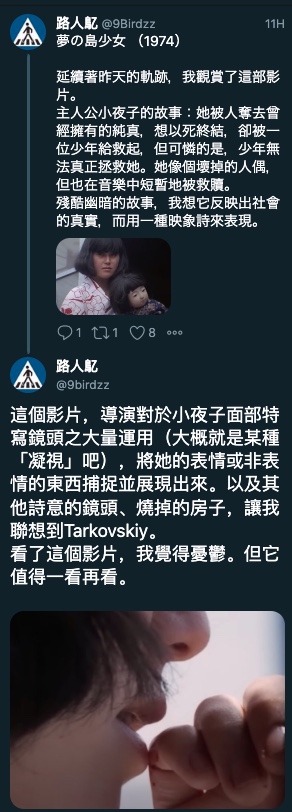 路人髦 @9Birdzz 11H
夢の島少女 （1974）
延續著昨天的軌跡，我觀賞了這部影
片。
主人公小夜子的故事：她被人奪去曾
經擁有的純真，想以死終結，卻被一
位少年給救起，但可憐的是，少年無
法真正拯救她。她像個壞掉的人偶，
但也在音樂中短暫地被救贖。
殘酷幽暗的故事，我想它反映出社會
的真實，而用一種映象詩來表現。
1 1 8
路人髦
@9birdzz
這個影片，導演對於小夜子面部特
寫鏡頭之大量運用（大概就是某種
「凝視」吧），將她的表情或非表
情的東西捕捉並展現出來。以及其
他詩意的鏡頭、燒掉的房子，讓我
聯想到Tarkovskiy。
看了這個影片，我覺得憂鬱。但它
值得一看再看。